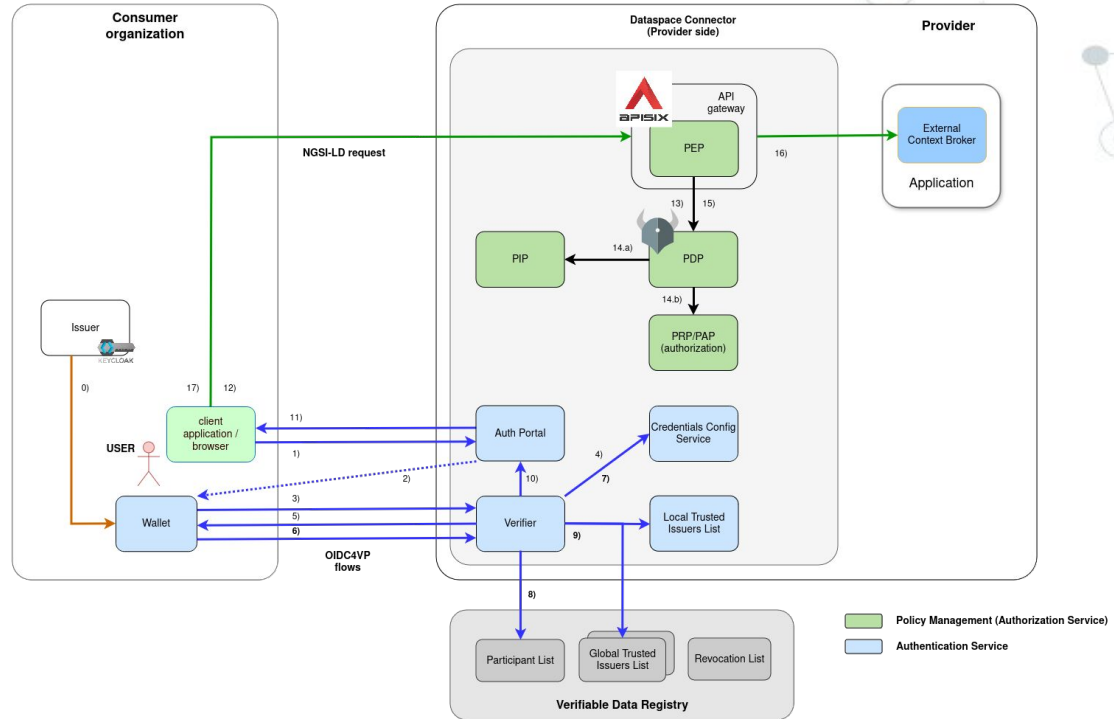 Consumer
organization
Dataspace Connector
(Provider side)
Provider
API
gateway
APISIX
PEP
External
Context Broker
Application
NGSI-LD request
16)
13)
15)
14.a)
PIP
PDP
14.b)
PRP/PAP
(authorization)
Issuer
KEYCLOAK
0)
17)
12)
client
application /
browser
USER
11)
1)
Auth Portal
Credentials Config
Service
4)
7)
2)
10)
3)
5)
6)
Wallet
Verifier
9)
Local Trusted
Issuers List
OIDC4VP
flows
8)
Participant List
Global Trusted
Issuers List
Revocation List
Verifiable Data Registry
Policy Management (Authorization Service)
Authentication Service